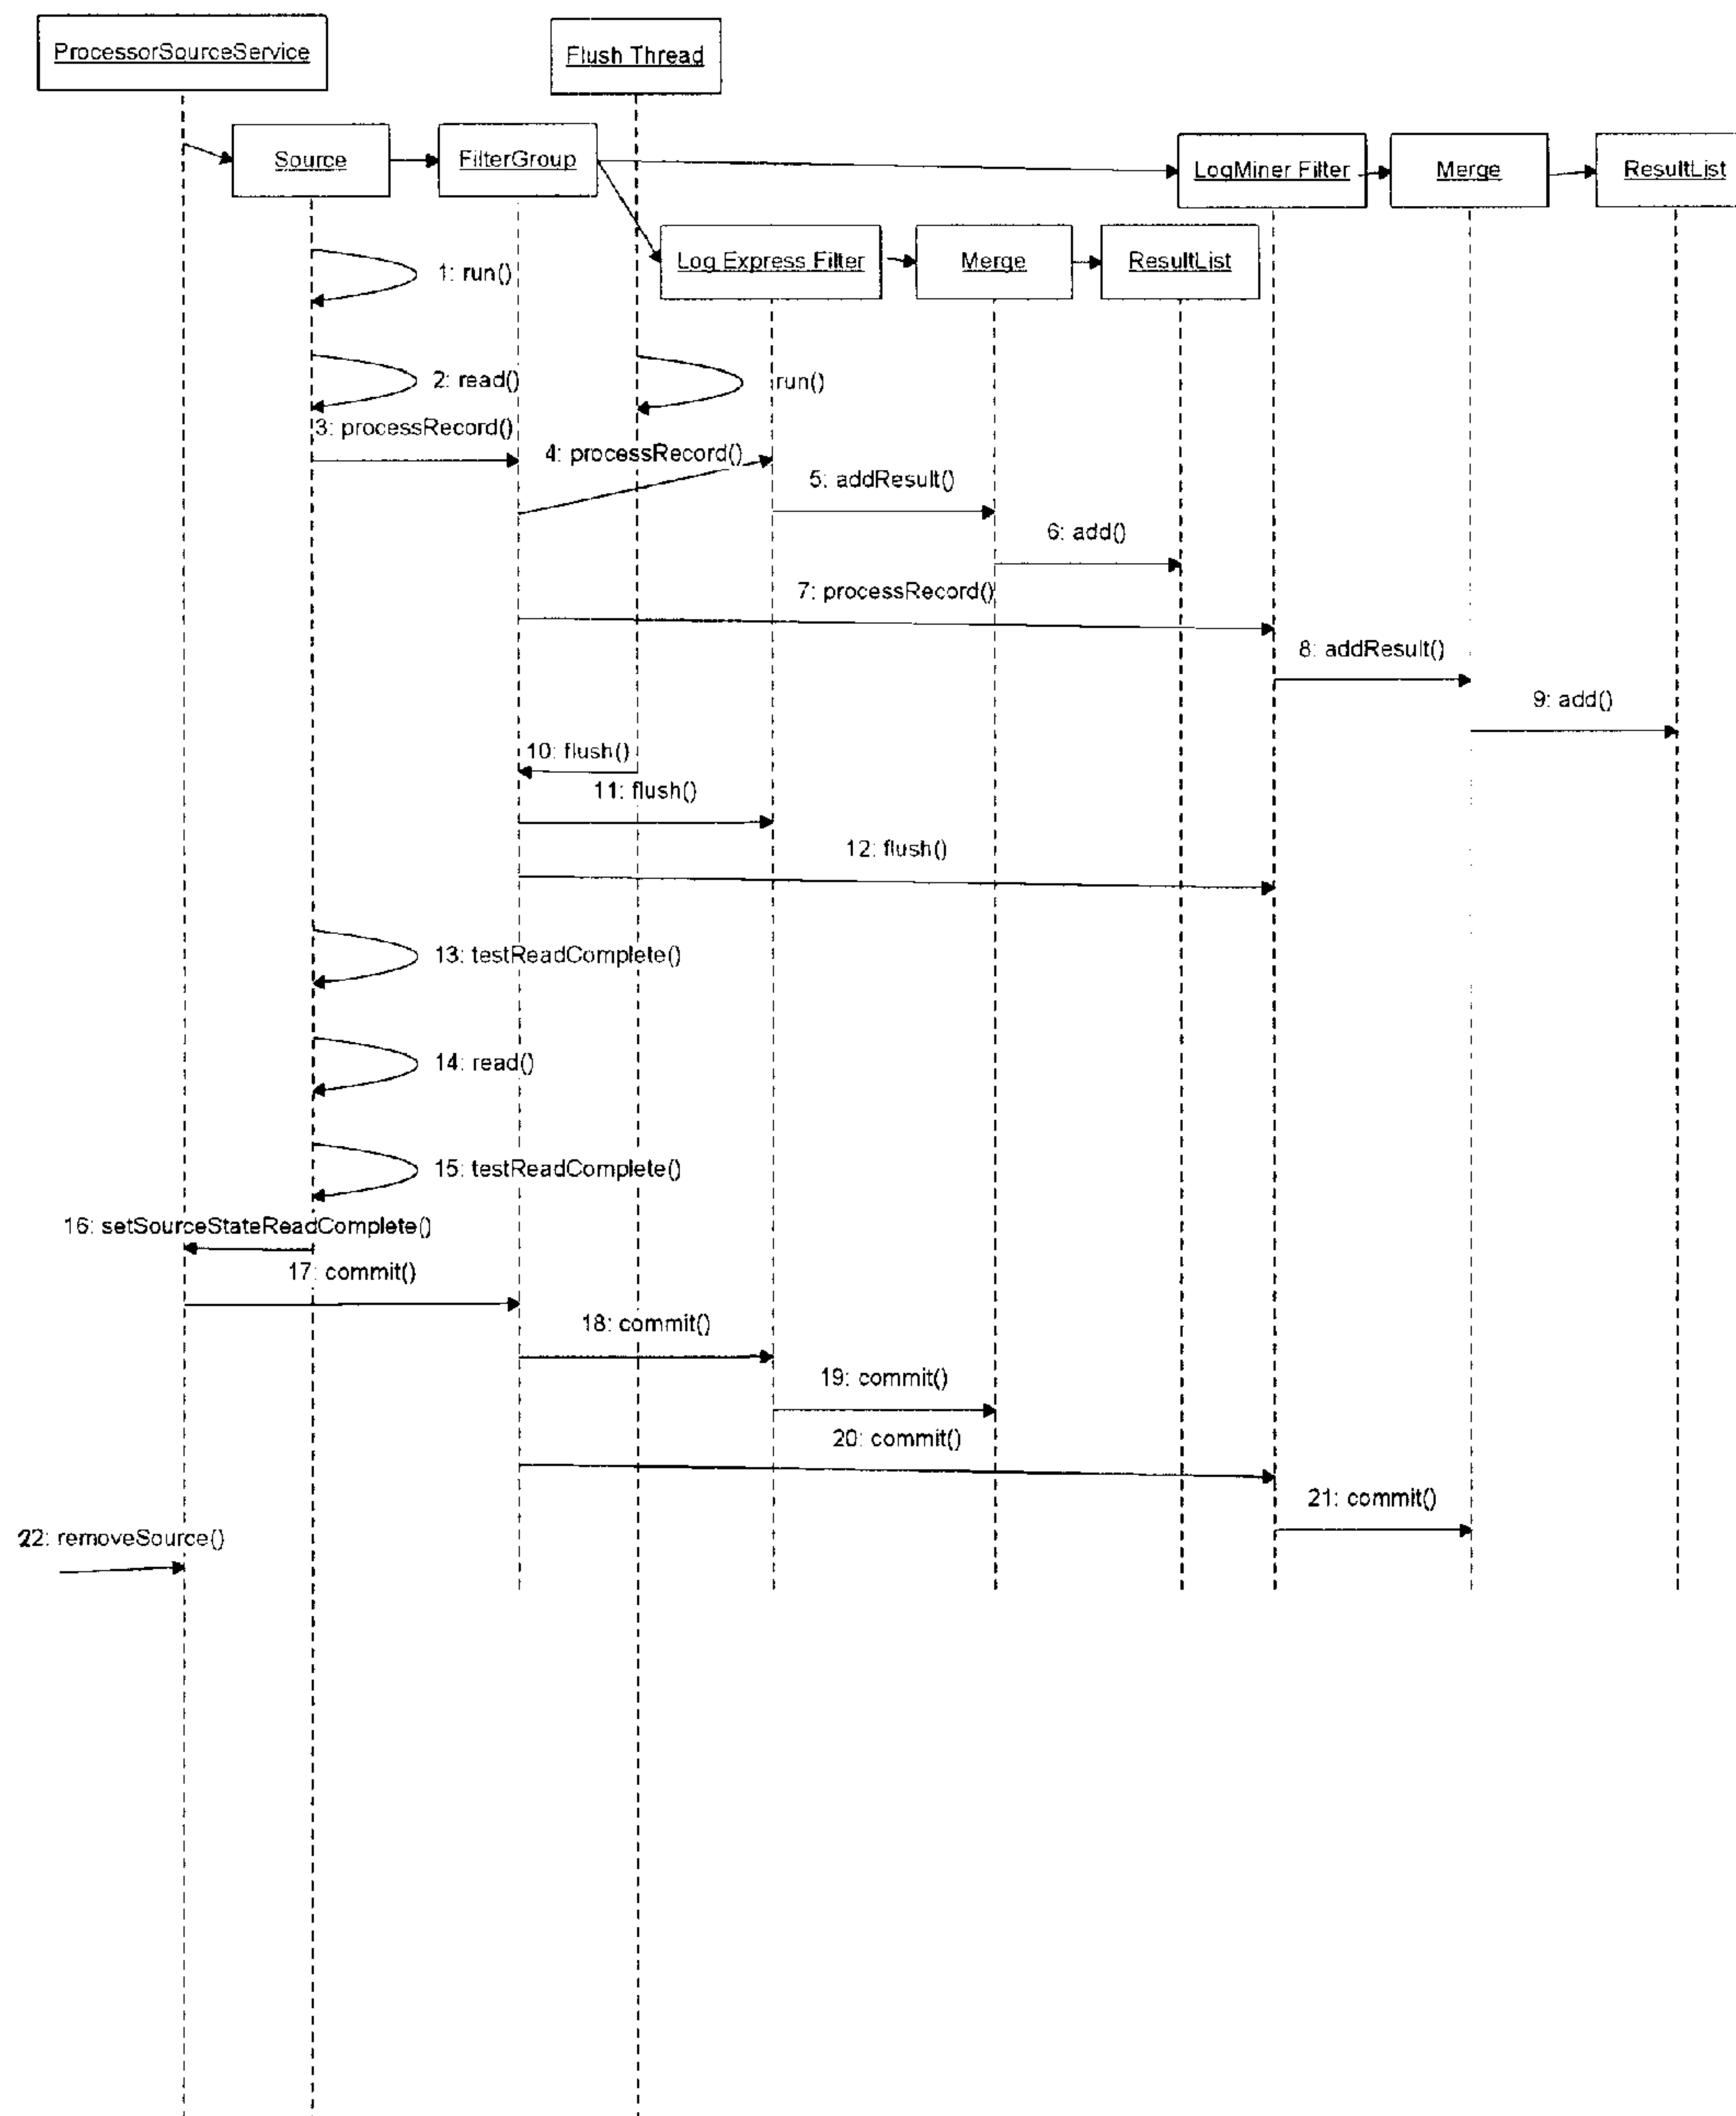 ProcessorSourceService
Flush Thread
Source
FilterGroup
LogMiner Filter
Merge
ResultList
Log Express Filter
Merge
ResultList
1: run()
2: read()
run()
3: processRecord()
4: processRecord()
5: addResult()
6: add()
7: processRecord()
8: addResult()
9: add()
10: flush()
11: flush()
12: flush()
13: testReadComplete()
14: read()
15: testReadComplete()
16: setSourceStateReadComplete()
17: commit()
18: commit()
19: commit()
20: commit()
21: commit()
22: removeSource()